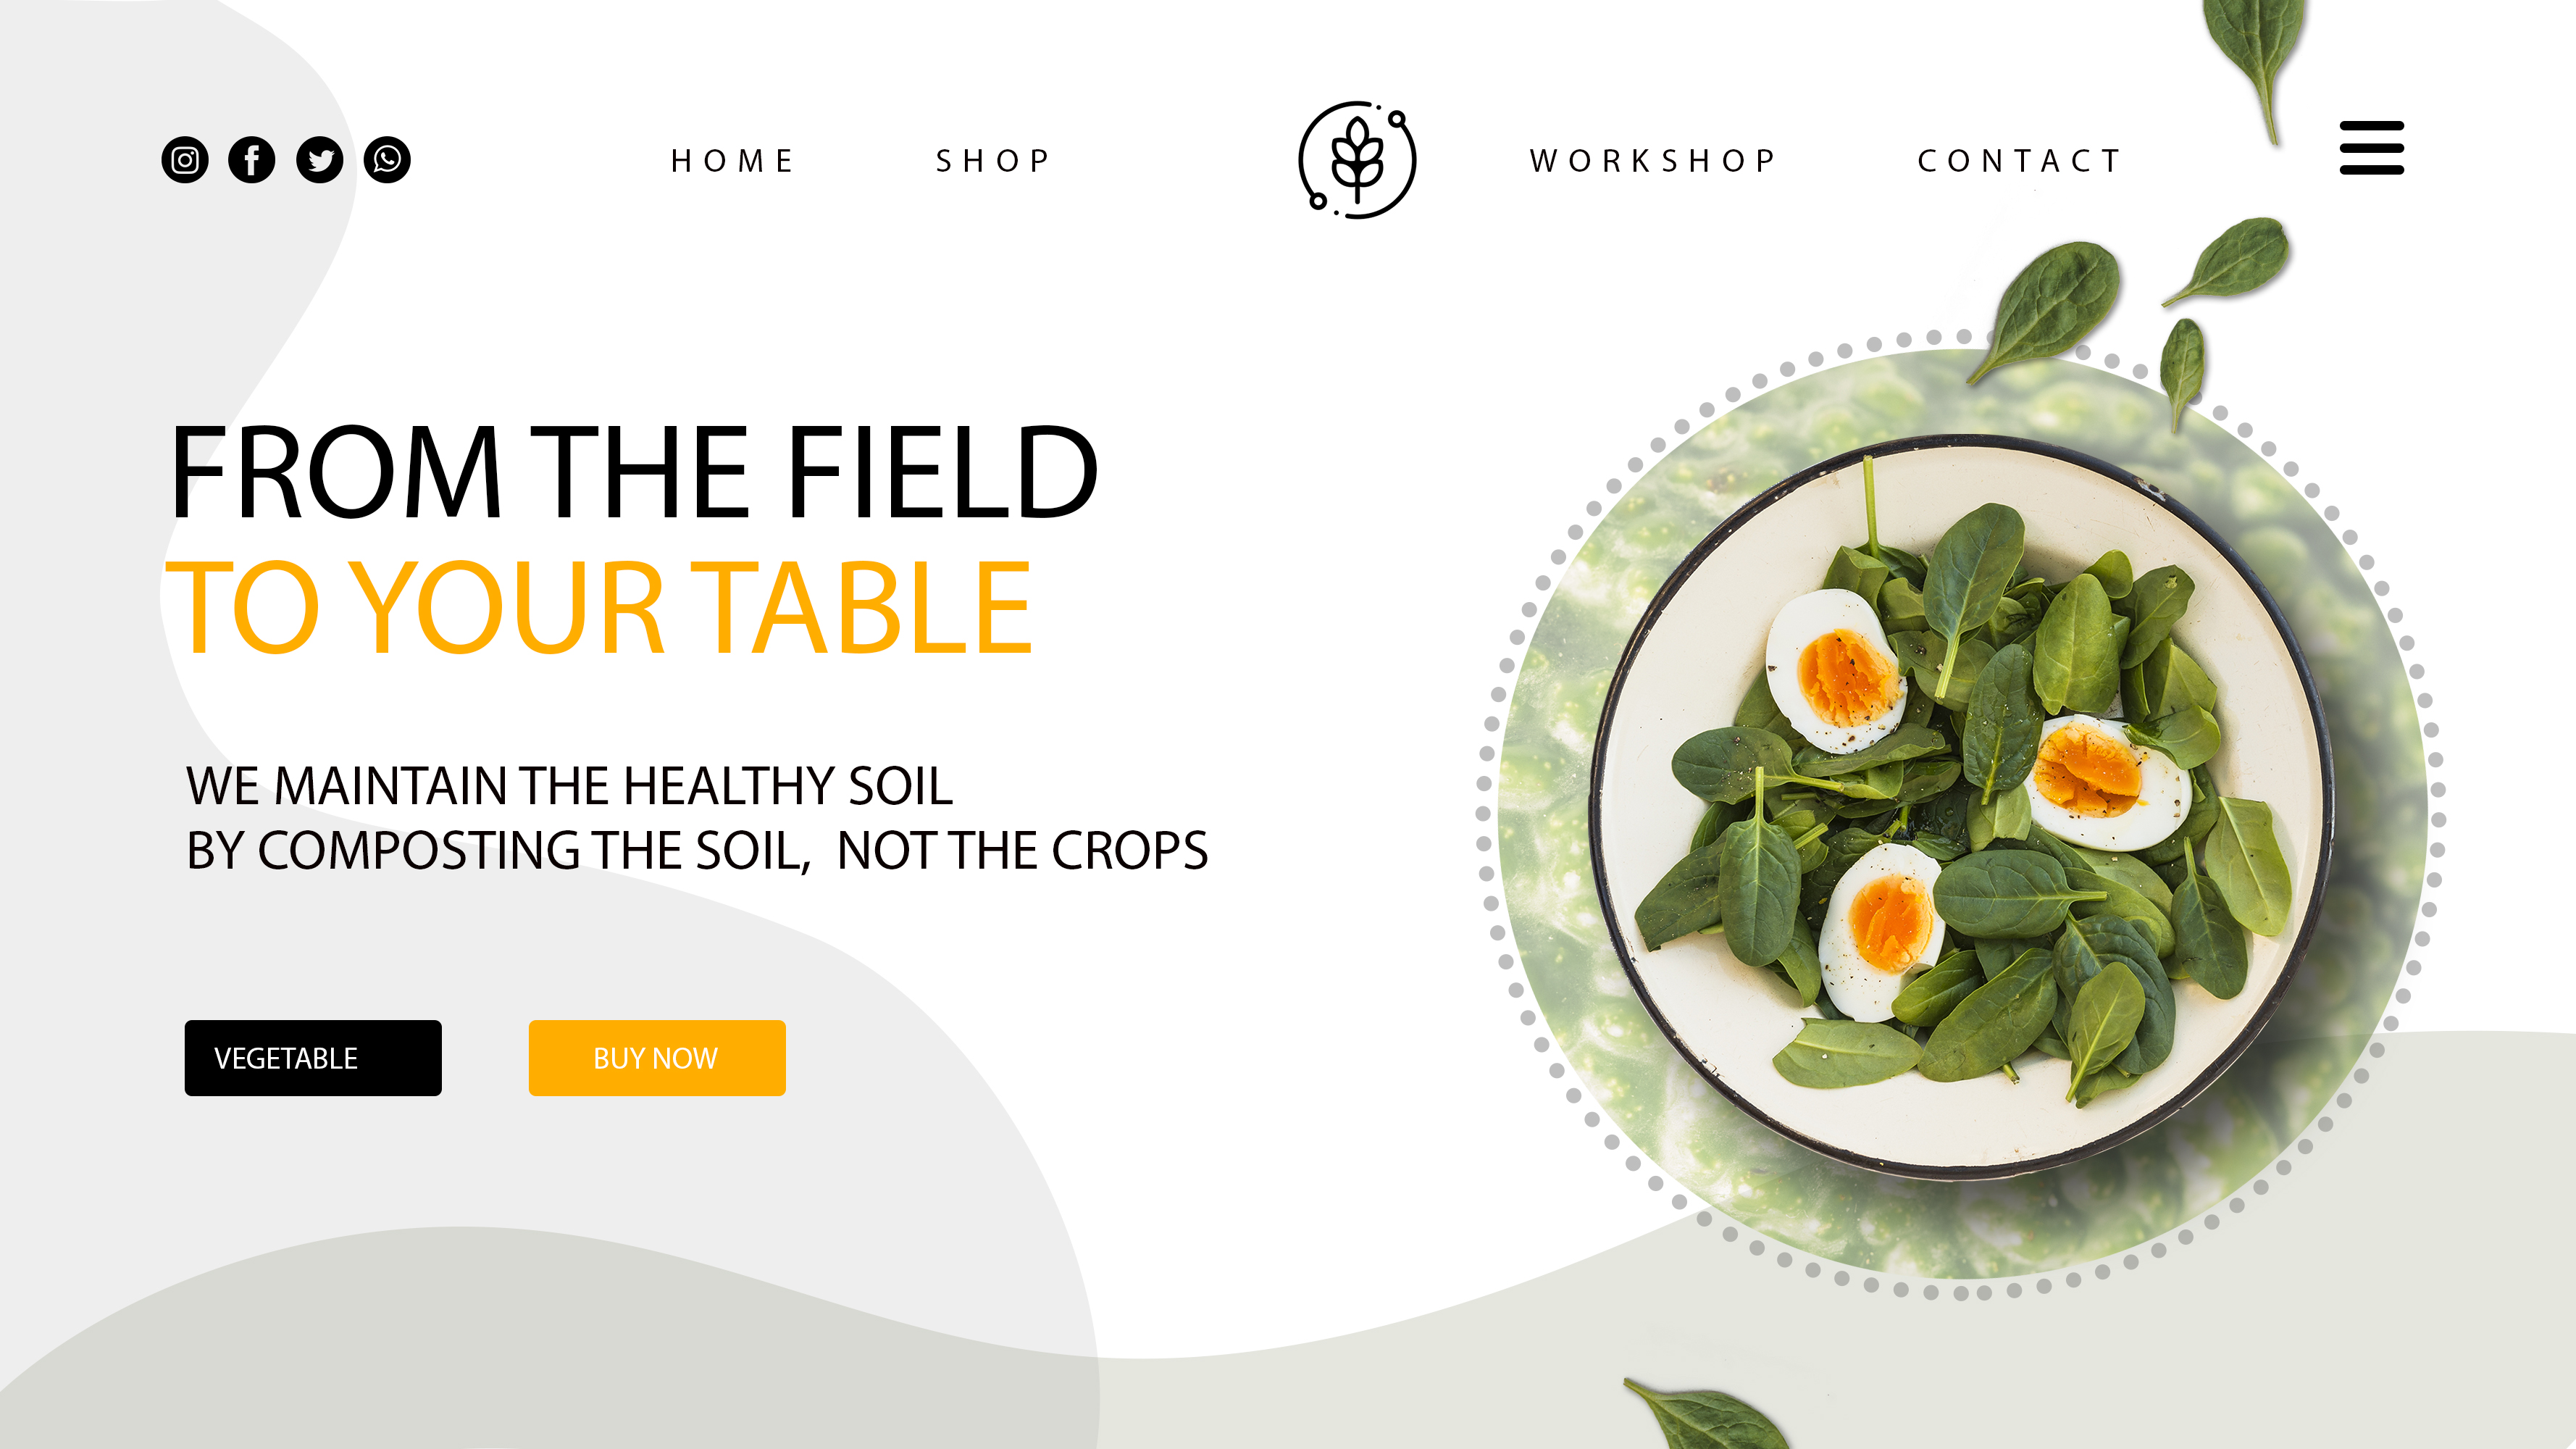 HOME
SHOP
WORKSHOP
CONTACT
FROM THE FIELD
TO YOUR TABLE
WE MAINTAIN THE HEALTHY SOIL
BY COMPOSTING THE SOIL,  NOT THE CROPS
VEGETABLE
BUY NOW